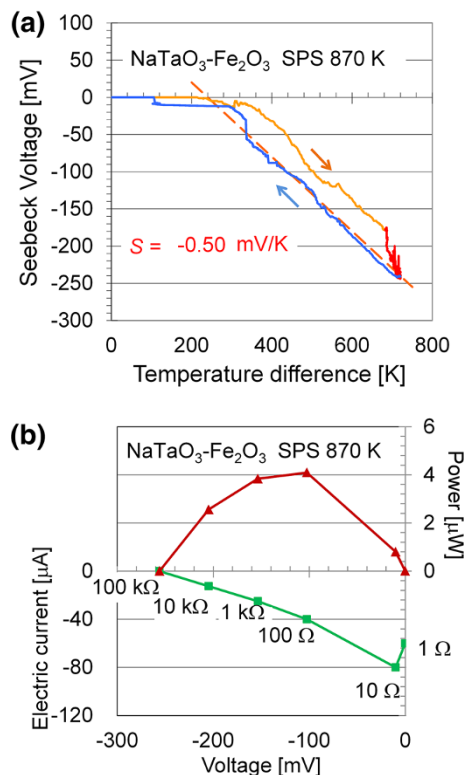 (a)
NaTaO₃-Fe₂O₃ SPS 870 K
Seebeck Voltage [mV]
100
50
0
-50
-100
-150
-200
-250
-300
S = -0.50 mV/K
0 200 400 600 800
Temperature difference [K]
(b)
NaTaO₃-Fe₂O₃ SPS 870 K
Electric current [µA]
0
-40
-80
-120
Power [µW]
6
4
2
0
100 kΩ
10 kΩ
1 kΩ
100 Ω
10 Ω
1 Ω
-300 -200 -100 0
Voltage [mV]